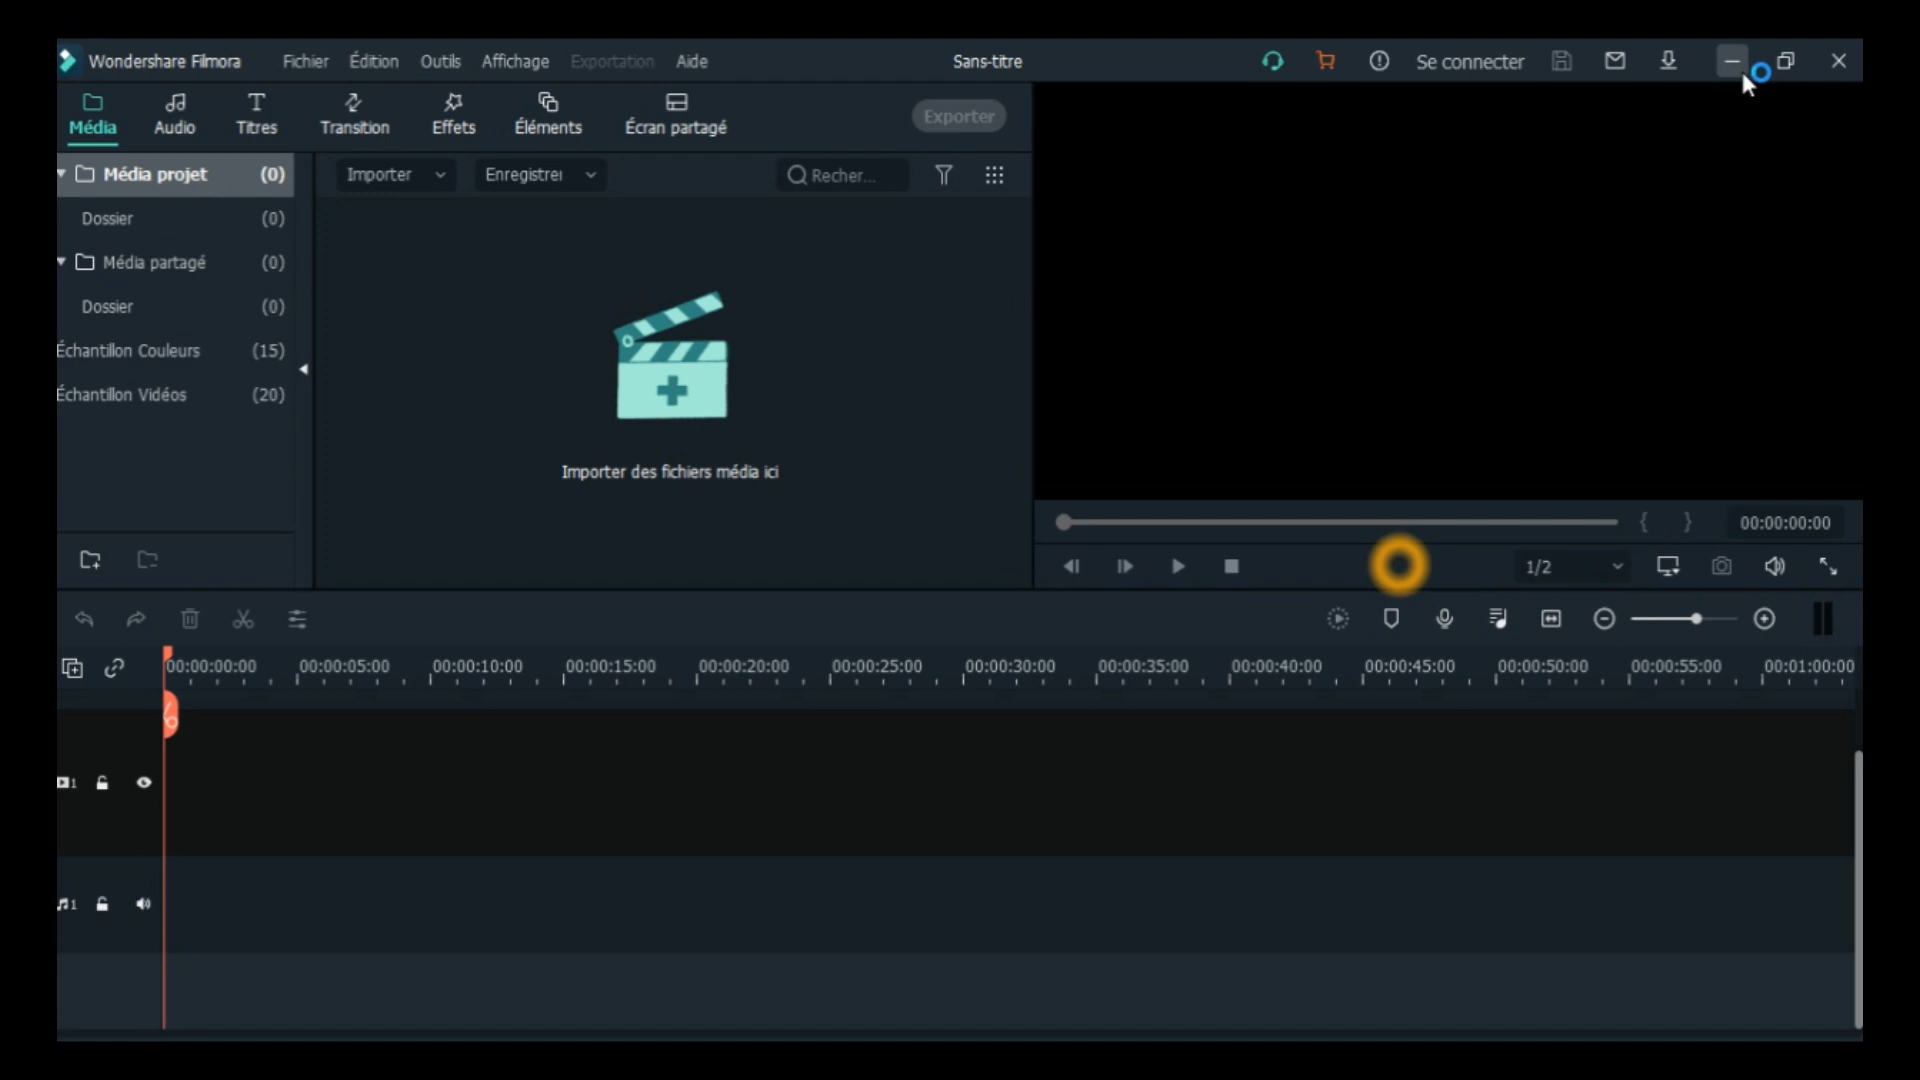 Wondershare Filmora Fichier Édition Outils Affichage Exportation Aide Sans-titre Se connecter
Média Audio Titres Transition Effets Éléments Écran partagé Exporter
Média projet (0) Importer Enregistrer Recher...
Dossier (0)
Média partagé (0)
Dossier (0)
Échantillon Couleurs (15)
Échantillon Vidéos (20)
Importer des fichiers média ici
00:00:00:00
1/2
00:00:00:00 00:00:05:00 00:00:10:00 00:00:15:00 00:00:20:00 00:00:25:00 00:00:30:00 00:00:35:00 00:00:40:00 00:00:45:00 00:00:50:00 00:00:55:00 00:01:00:00
1
1